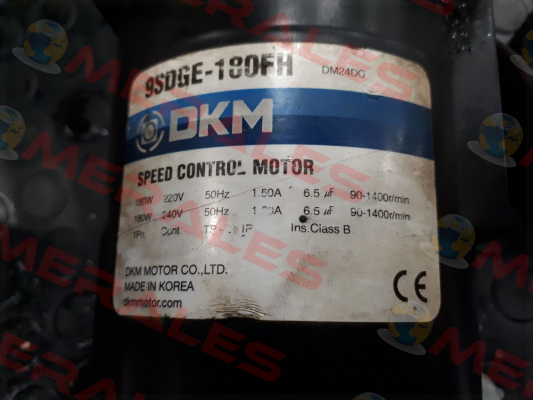 9SDGE-180FH DM24DG
DKM
SPEED CONTROL MOTOR
180W 220V 50Hz 1.50A 6.5 μF 90-1400r/min
180W 240V 50Hz 6.5 μF 90-1400r/min
1Ph. Cont. Ins.Class B
DKM MOTOR CO.,LTD.
MADE IN KOREA
dkmmotor.com
CE
MERALES